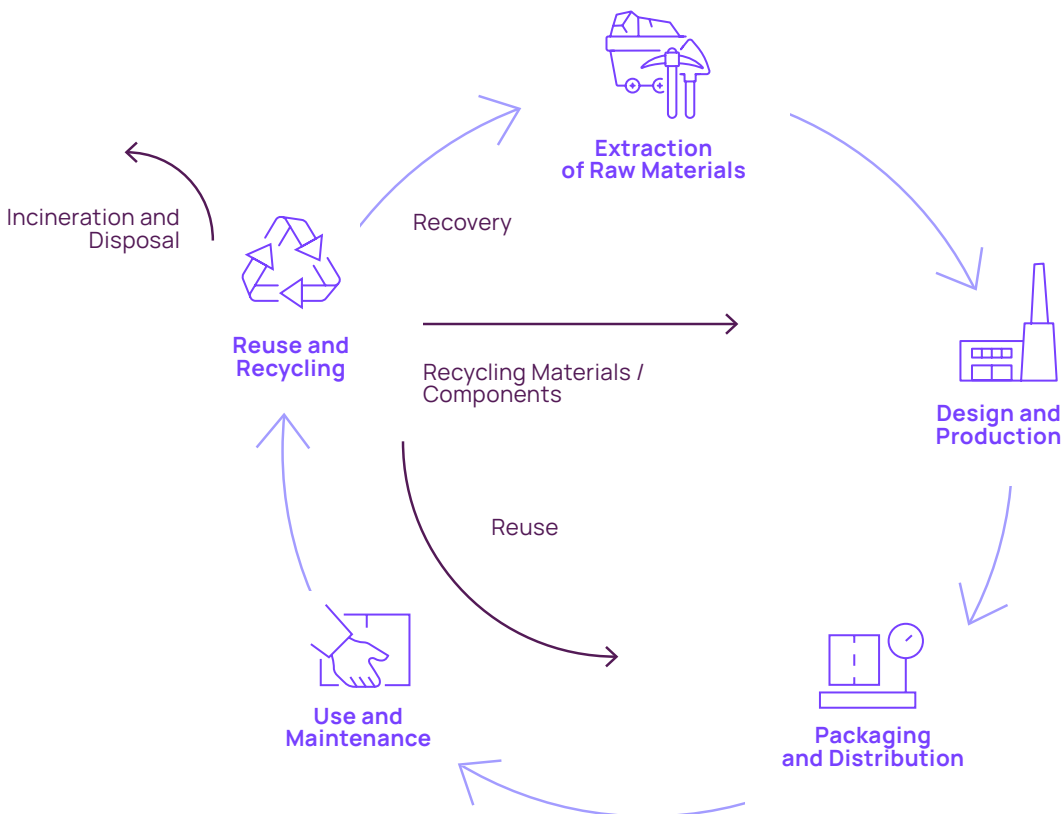 Extraction
of Raw Materials
Incineration and
Disposal
Recovery
Reuse and
Recycling
Recycling Materials /
Components
Design and
Production
Reuse
Use and
Maintenance
Packaging
and Distribution